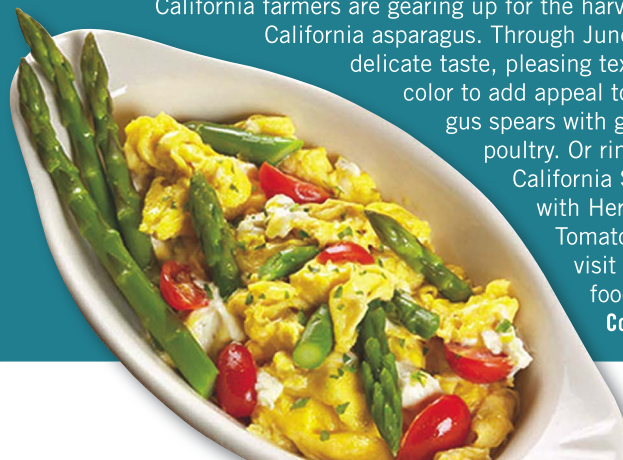 California farmers are gearing up for the harv
California asparagus. Through June
delicate taste, pleasing tex
color to add appeal to
gus spears with g
poultry. Or rin
California S
with Her
Tomato
visit
foo
Co